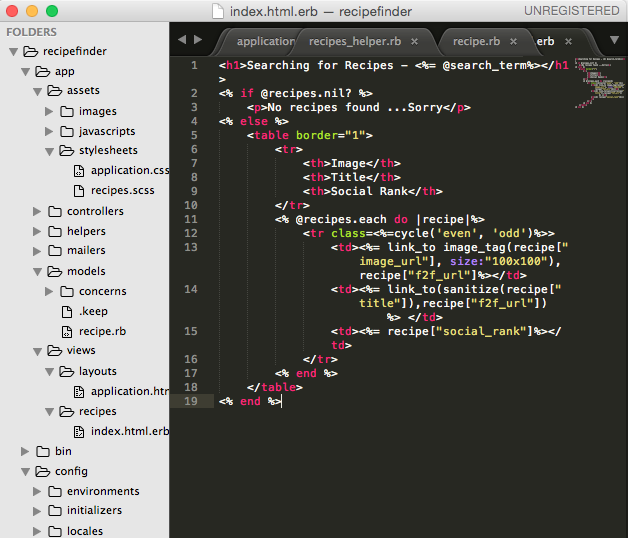 index.html.erb — recipefinder
UNREGISTERED
FOLDERS
recipefinder
app
assets
images
javascripts
stylesheets
application.css
recipes.scss
controllers
helpers
mailers
models
concerns
.keep
recipe.rb
views
layouts
application.htm
recipes
index.html.erb
bin
config
environments
initializers
locales
application
recipes_helper.rb ×
recipe.rb ×
.erb ×
1 <h1>Searching for Recipes - <%= @search_term%></h1
>
2 <% if @recipes.nil? %>
3 <p>No recipes found ...Sorry</p>
4 <% else %>
5 <table border="1">
6 <tr>
7 <th>Image</th>
8 <th>Title</th>
9 <th>Social Rank</th>
10 </tr>
11 <% @recipes.each do |recipe|%>
12 <tr class=<%=cycle('even', 'odd')%>>
13 <td><%= link_to image_tag(recipe["
image_url"], size:"100x100"),
recipe["f2f_url"]%></td>
14 <td><%= link_to(sanitize(recipe["
title"]),recipe["f2f_url"])
%> </td>
15 <td><%= recipe["social_rank"]%></
td>
16 </tr>
17 <% end %>
18 </table>
19 <% end %>